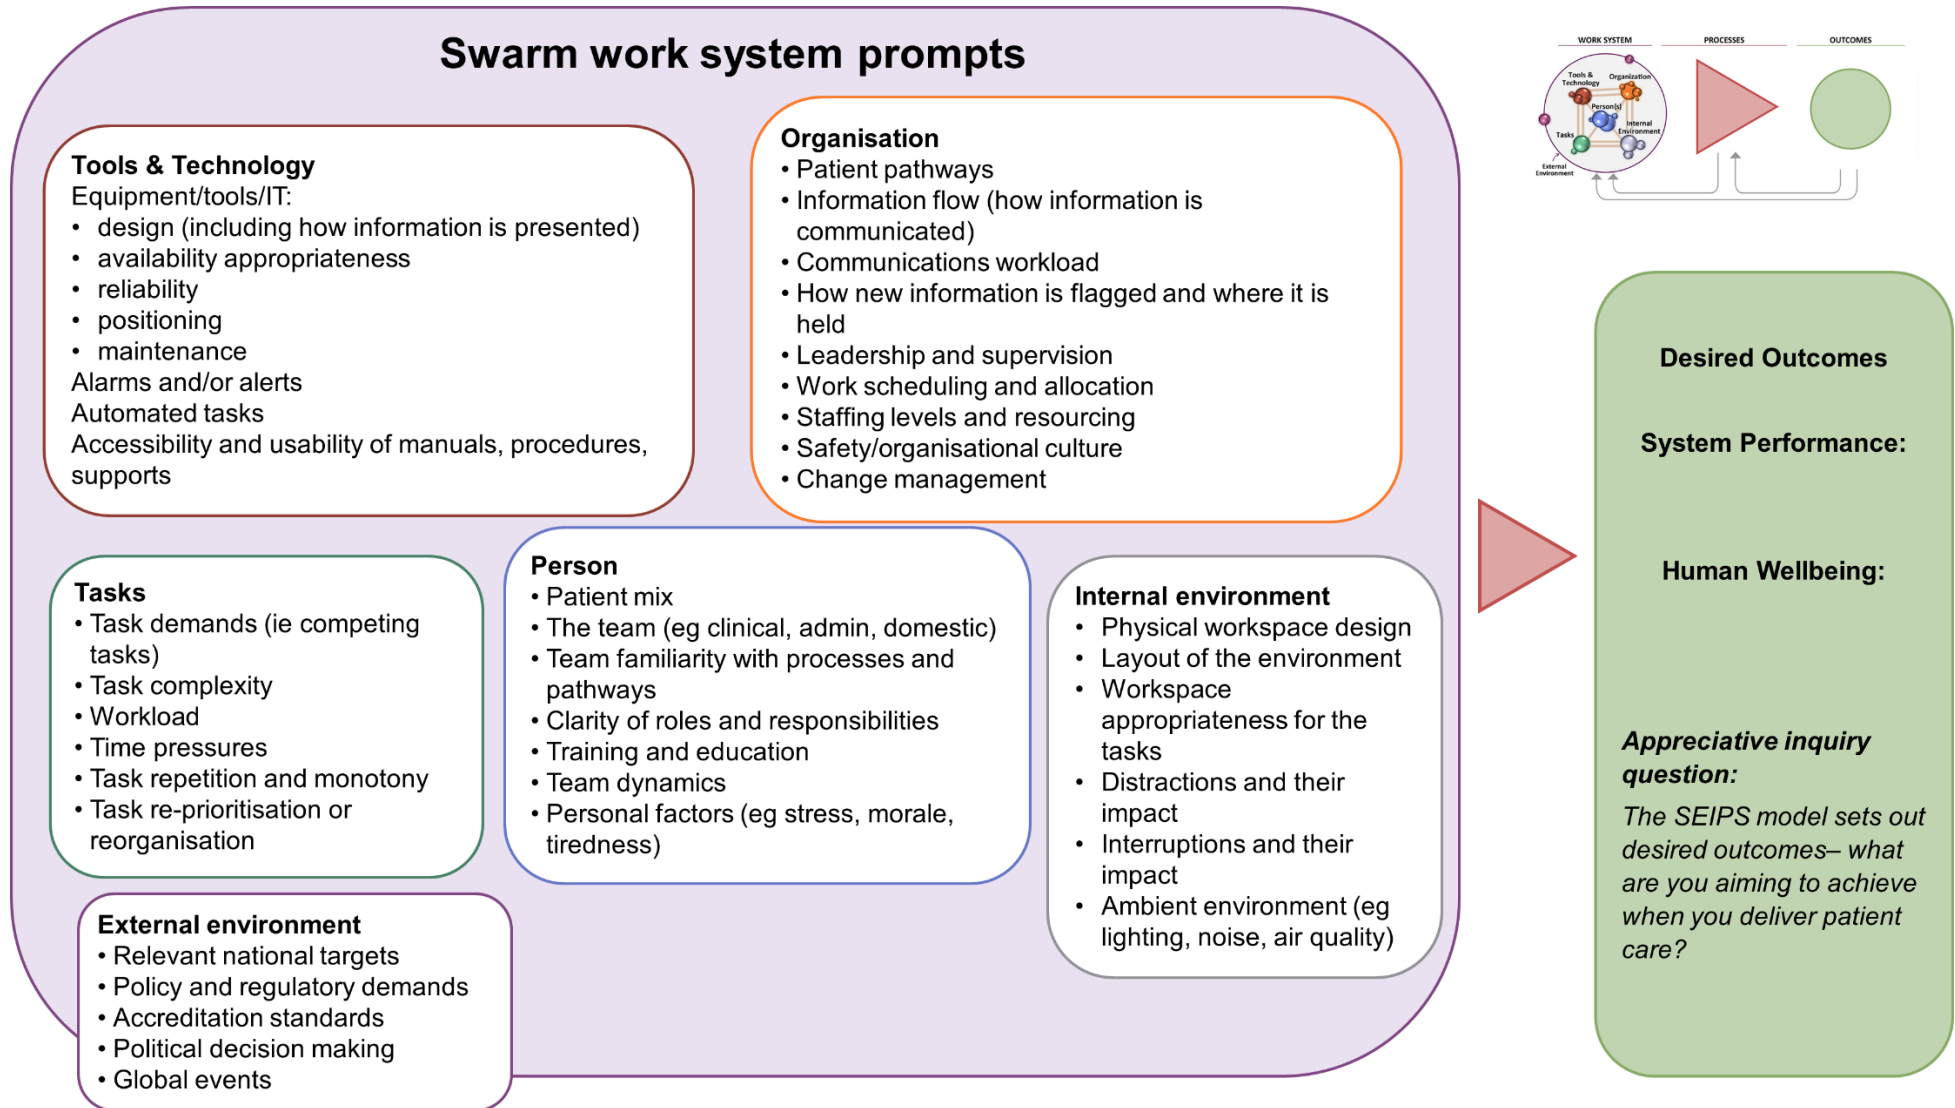 Swarm work system prompts
Tools & Technology
Equipment/tools/IT:
• design (including how information is presented)
• availability appropriateness
• reliability
• positioning
• maintenance
Alarms and/or alerts
Automated tasks
Accessibility and usability of manuals, procedures,
supports
Organisation
• Patient pathways
• Information flow (how information is
communicated)
• Communications workload
• How new information is flagged and where it is
held
• Leadership and supervision
• Work scheduling and allocation
• Staffing levels and resourcing
• Safety/organisational culture
• Change management
Tasks
• Task demands (ie competing
tasks)
• Task complexity
• Workload
• Time pressures
• Task repetition and monotony
• Task re-prioritisation or
reorganisation
Person
• Patient mix
• The team (eg clinical, admin, domestic)
• Team familiarity with processes and
pathways
• Clarity of roles and responsibilities
• Training and education
• Team dynamics
• Personal factors (eg stress, morale,
tiredness)
Internal environment
• Physical workspace design
• Layout of the environment
• Workspace
appropriateness for the
tasks
• Distractions and their
impact
• Interruptions and their
impact
• Ambient environment (eg
lighting, noise, air quality)
External environment
• Relevant national targets
• Policy and regulatory demands
• Accreditation standards
• Political decision making
• Global events
WORK SYSTEM
PROCESSES
OUTCOMES
Tools &
Technology
Organization
Person(s)
Tasks
Internal
Environment
External
Environment
Desired Outcomes
System Performance:
Human Wellbeing:
Appreciative inquiry
question:
The SEIPS model sets out
desired outcomes– what
are you aiming to achieve
when you deliver patient
care?